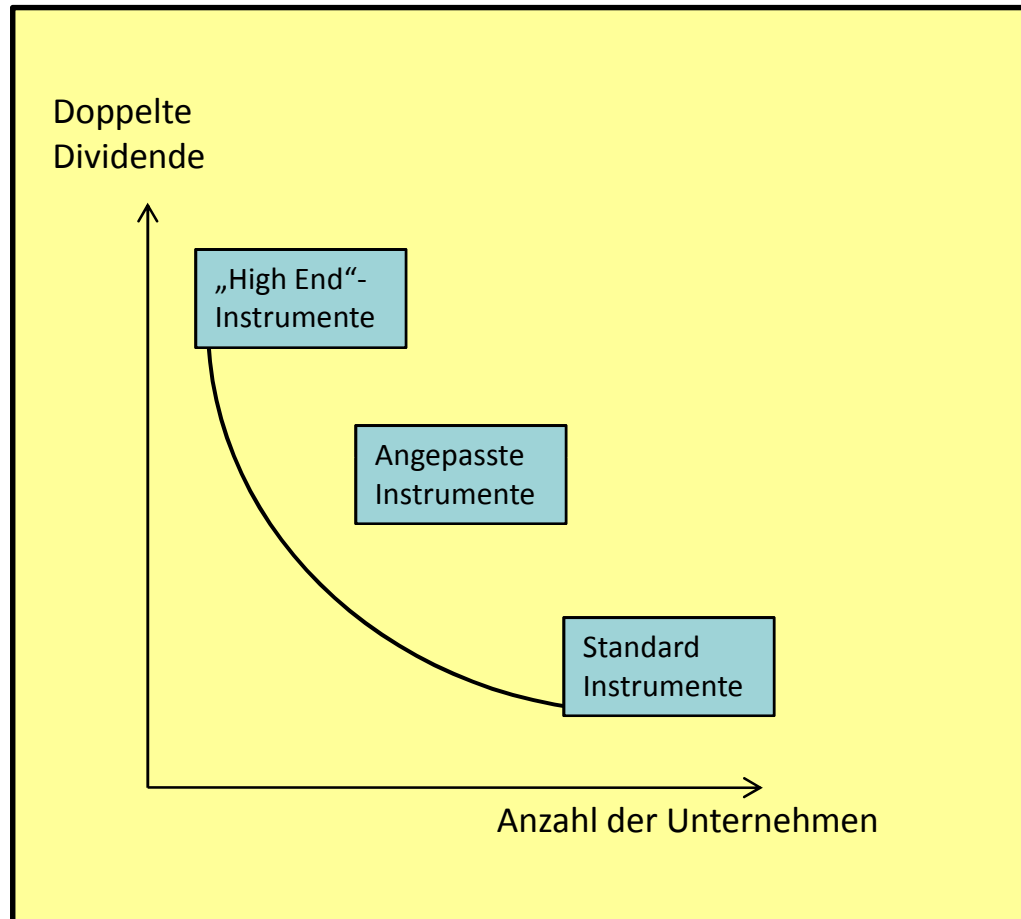 Doppelte
Dividende
„High End“-
Instrumente
Angepasste
Instrumente
Standard
Instrumente
Anzahl der Unternehmen